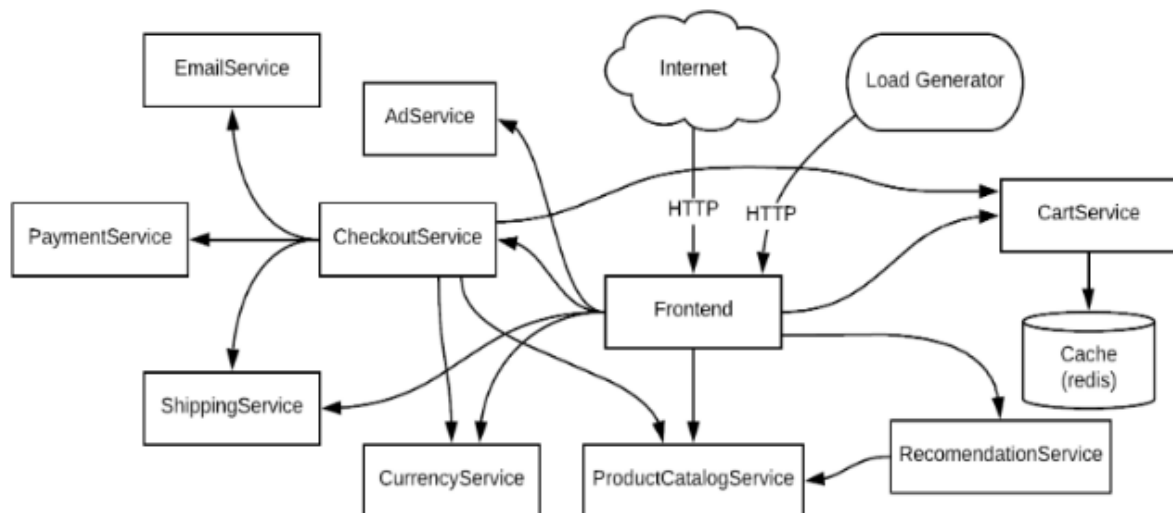 EmailService
Internet
Load Generator
AdService
HTTP
HTTP
CartService
PaymentService
CheckoutService
Frontend
Cache
(redis)
ShippingService
CurrencyService
ProductCatalogService
RecomendationService